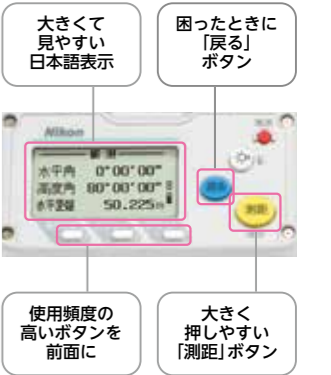 大きくて
見やすい
日本語表示
困ったときに
「戻る」
ボタン
Nikon
水平角 0°00'00"
高度角 80°00'00"
水平距離 50.225m
測距
使用頻度の
高いボタンを
前面に
大きく
押しやすい
「測距」ボタン